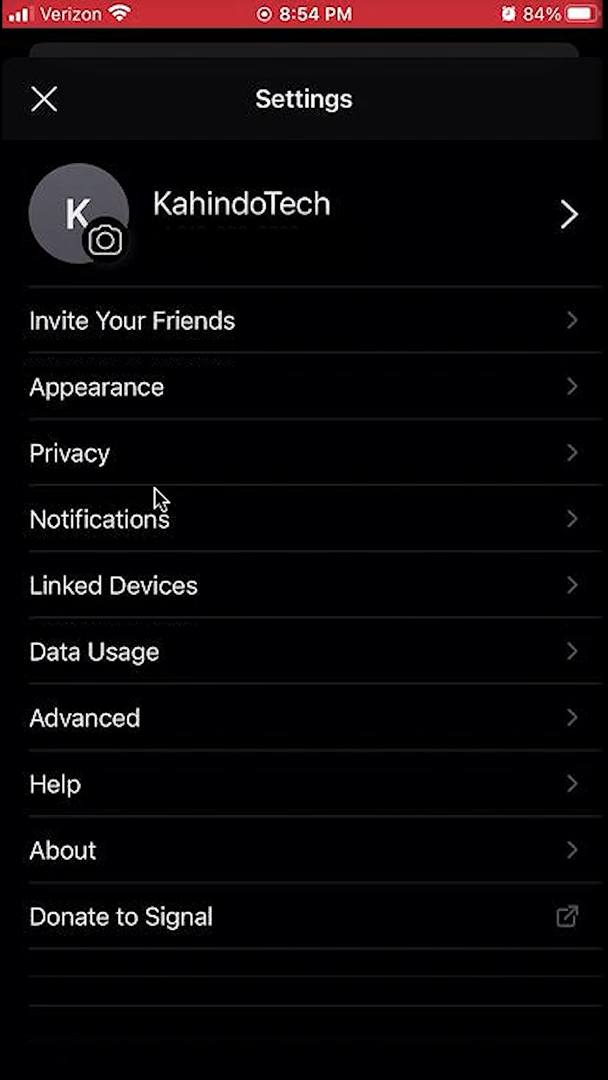 Verizon 8:54 PM 84%
Settings
K KahindoTech
Invite Your Friends
Appearance
Privacy
Notifications
Linked Devices
Data Usage
Advanced
Help
About
Donate to Signal